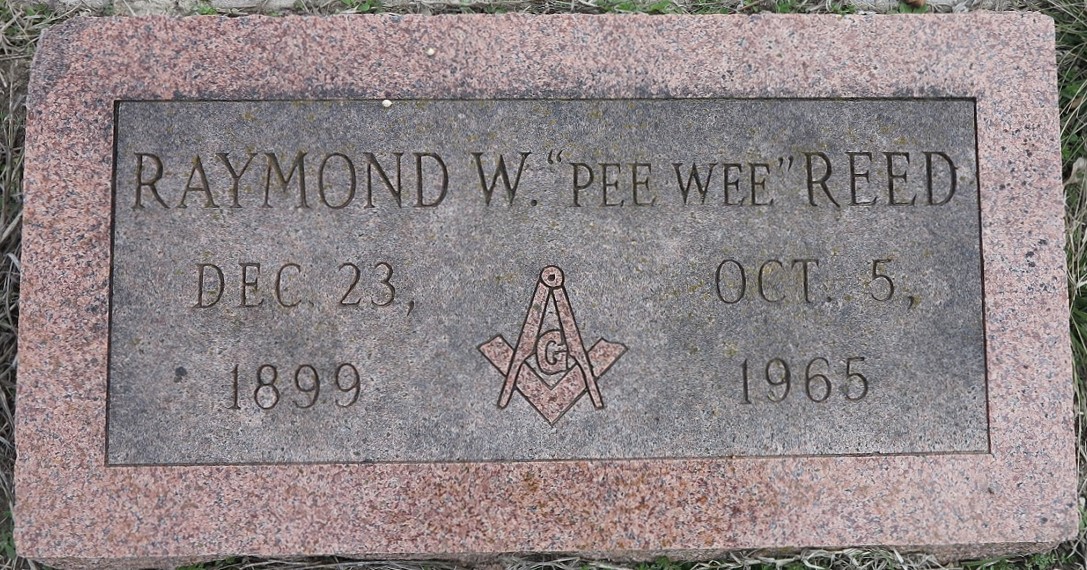 RAYMOND W. "PEE WEE" REED
DEC. 23, OCT. 5,
1899 1965
G